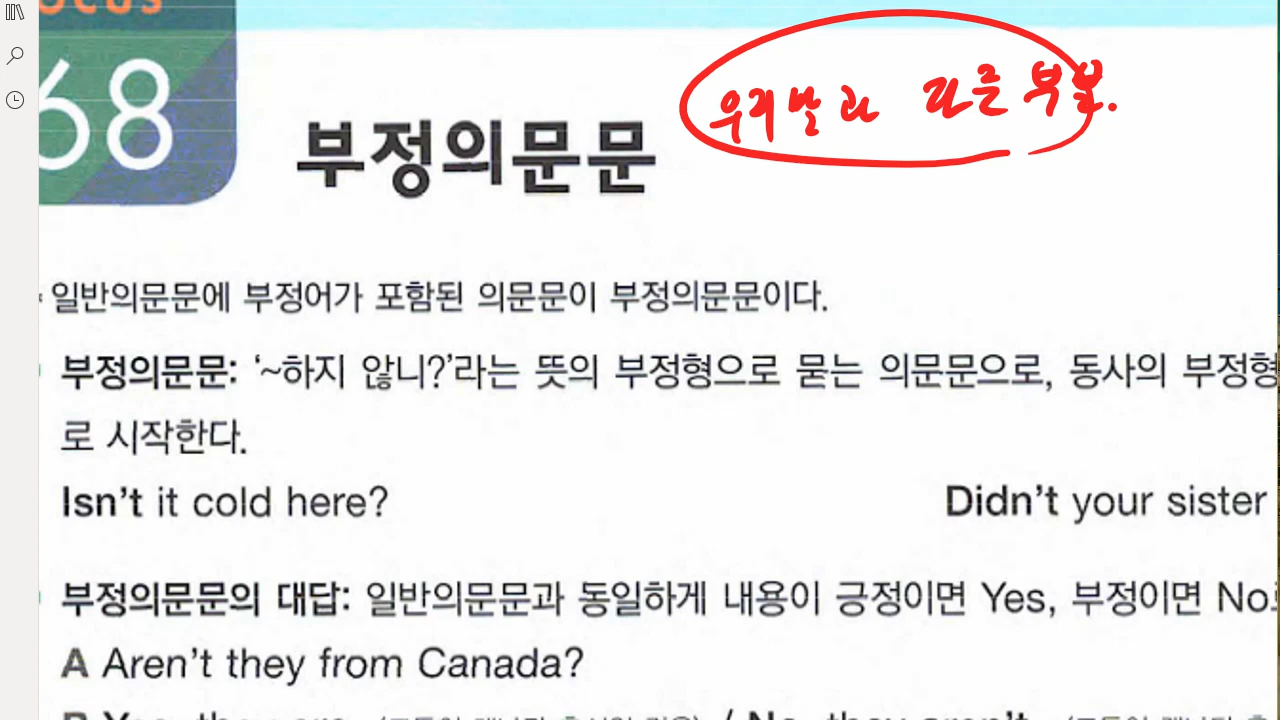 68
우리말과 다른 부분.
부정의문문
일반의문문에 부정어가 포함된 의문문이 부정의문문이다.
부정의문문: ‘~하지 않니?’라는 뜻의 부정형으로 묻는 의문문으로, 동사의 부정형
로 시작한다.
Isn’t it cold here? Didn’t your sister
부정의문문의 대답: 일반의문문과 동일하게 내용이 긍정이면 Yes, 부정이면 No
A Aren’t they from Canada?